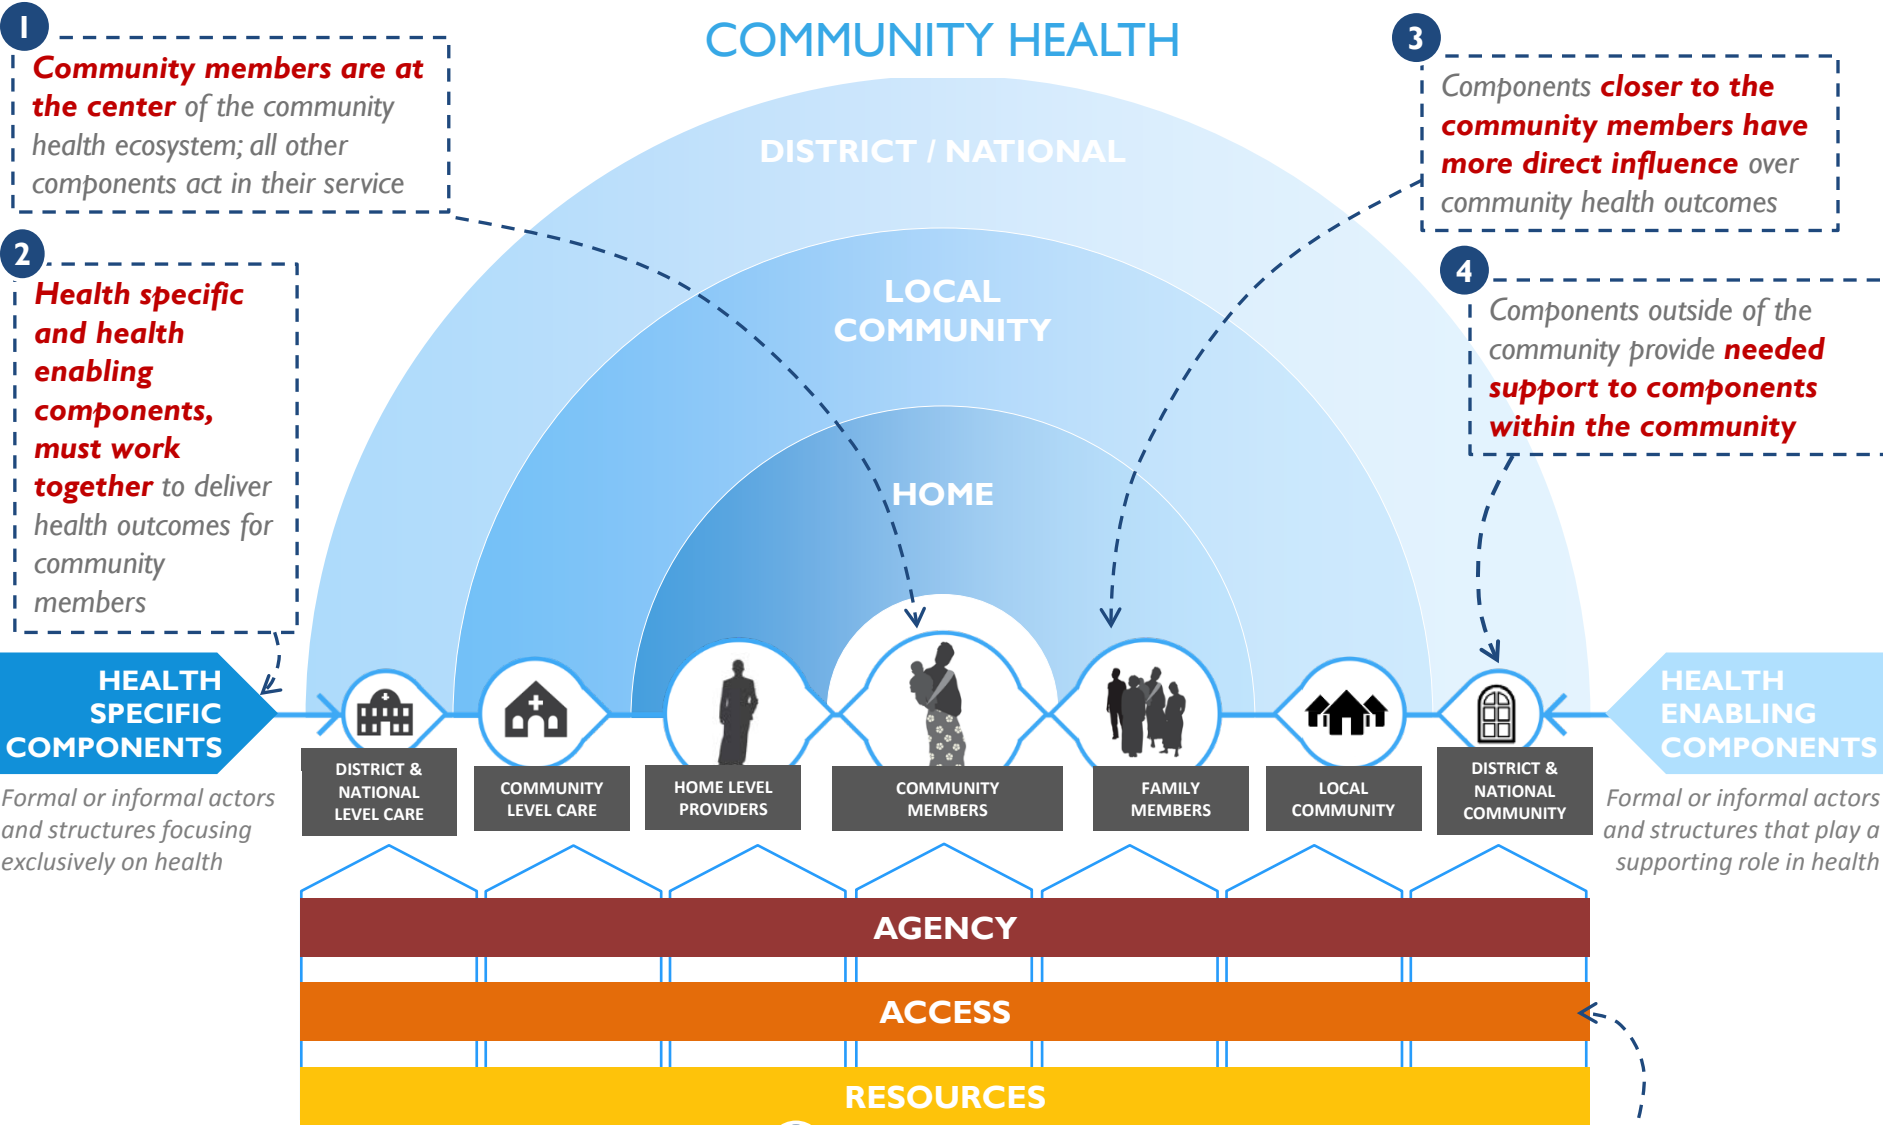 COMMUNITY HEALTH
1
Community members are at
the center of the community
health ecosystem; all other
components act in their service
2
Health specific
and health
enabling
components,
must work
together to deliver
health outcomes for
community
members
3
Components closer to the
community members have
more direct influence over
community health outcomes
4
Components outside of the
community provide needed
support to components
within the community
DISTRICT / NATIONAL
LOCAL
COMMUNITY
HOME
HEALTH
SPECIFIC
COMPONENTS
Formal or informal actors
and structures focusing
exclusively on health
DISTRICT &
NATIONAL
LEVEL CARE
COMMUNITY
LEVEL CARE
HOME LEVEL
PROVIDERS
COMMUNITY
MEMBERS
FAMILY
MEMBERS
LOCAL
COMMUNITY
DISTRICT &
NATIONAL
COMMUNITY
HEALTH
ENABLING
COMPONENTS
Formal or informal actors
and structures that play a
supporting role in health
AGENCY
ACCESS
RESOURCES